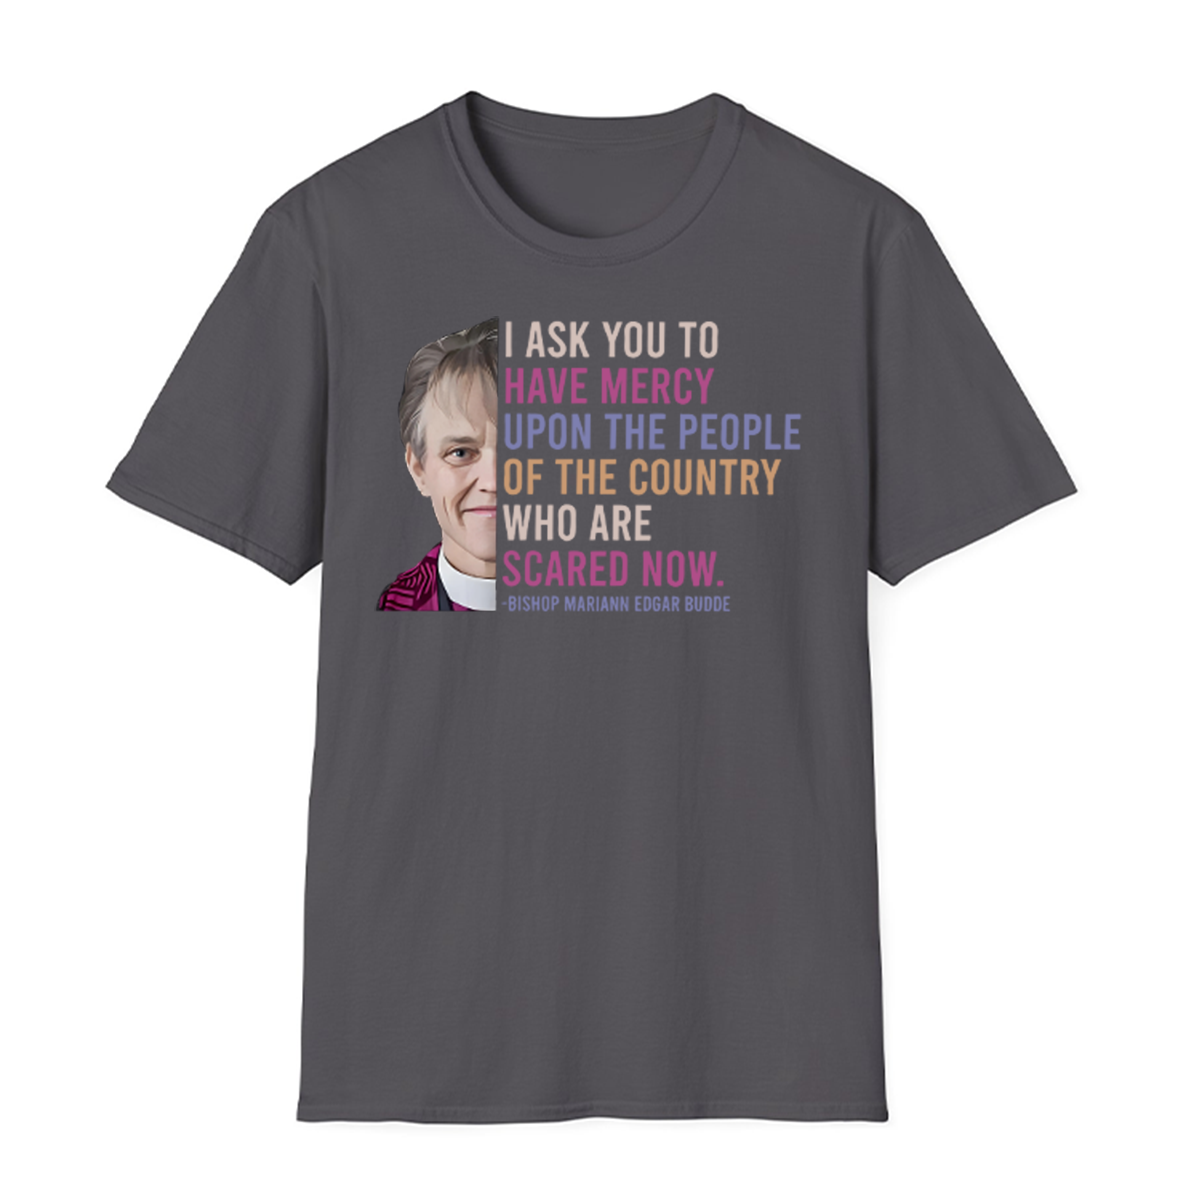 I ASK YOU TO
HAVE MERCY
UPON THE PEOPLE
OF THE COUNTRY
WHO ARE
SCARED NOW.
-BISHOP MARIANN EDGAR BUDDE